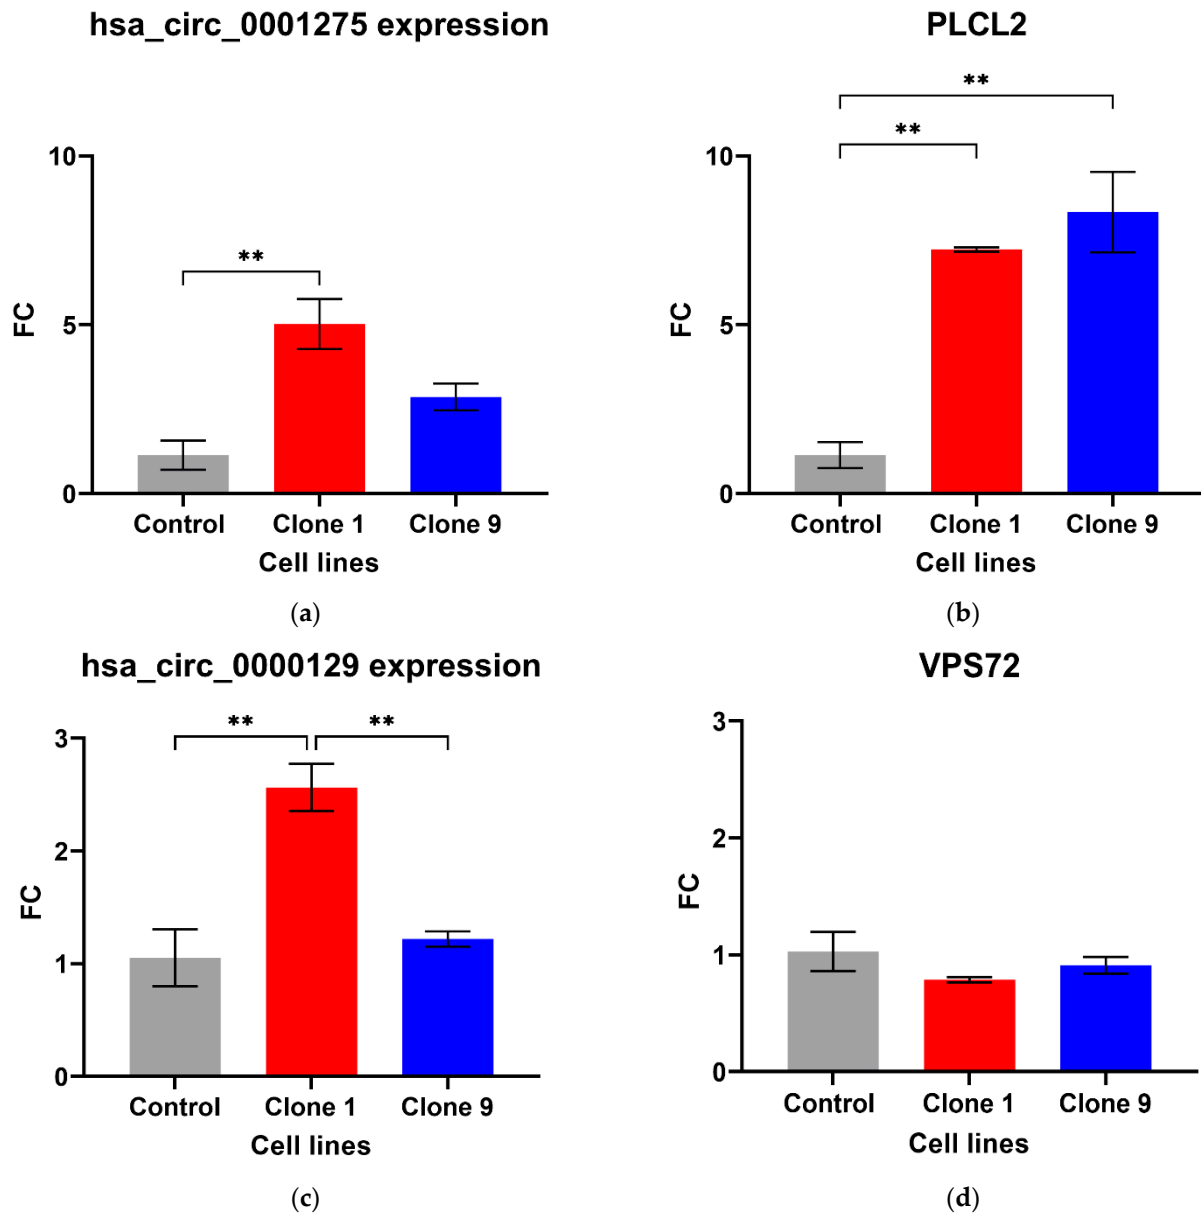 hsa_circ_0001275 expression
**
10
5
0
FC
Control Clone 1 Clone 9
Cell lines
(a)
PLCL2
**
**
10
5
0
FC
Control Clone 1 Clone 9
Cell lines
(b)
hsa_circ_0000129 expression
** **
3
2
1
0
FC
Control Clone 1 Clone 9
Cell lines
(c)
VPS72
3
2
1
0
FC
Control Clone 1 Clone 9
Cell lines
(d)